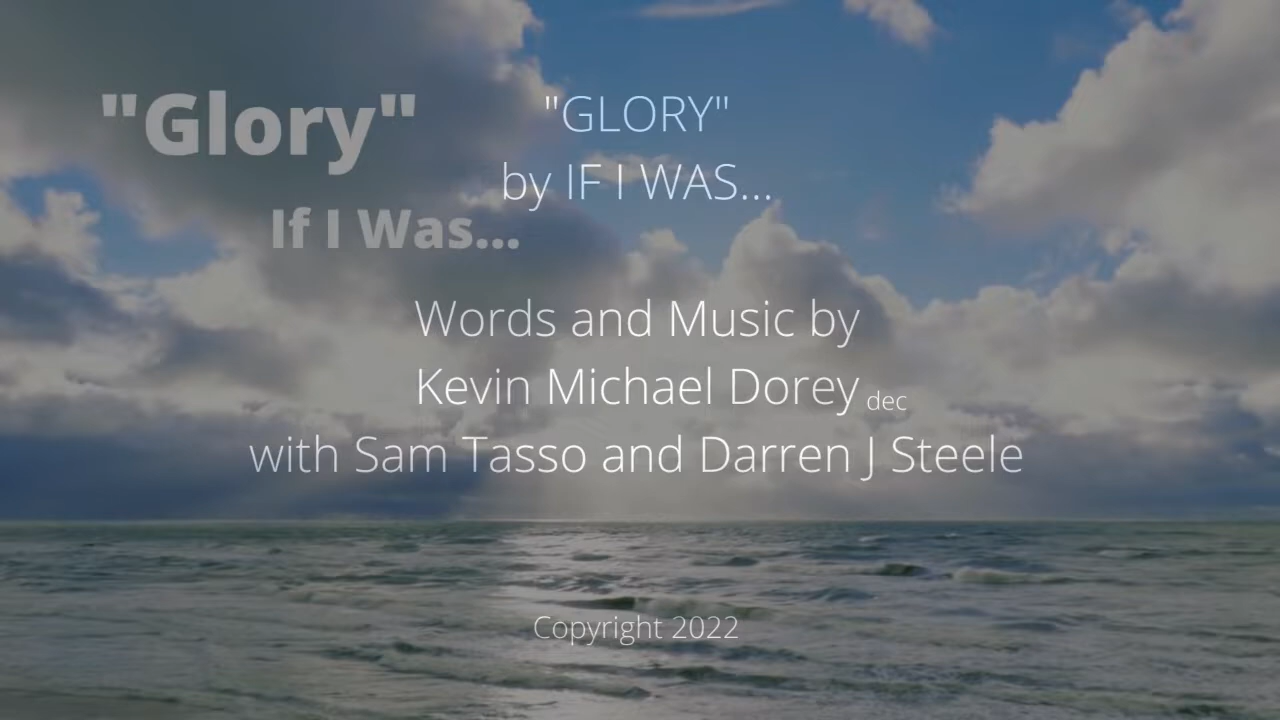 "Glory"
If I Was...
"GLORY"
by IF I WAS...
Words and Music by
Kevin Michael Dorey dec
with Sam Tasso and Darren J Steele
Copyright 2022